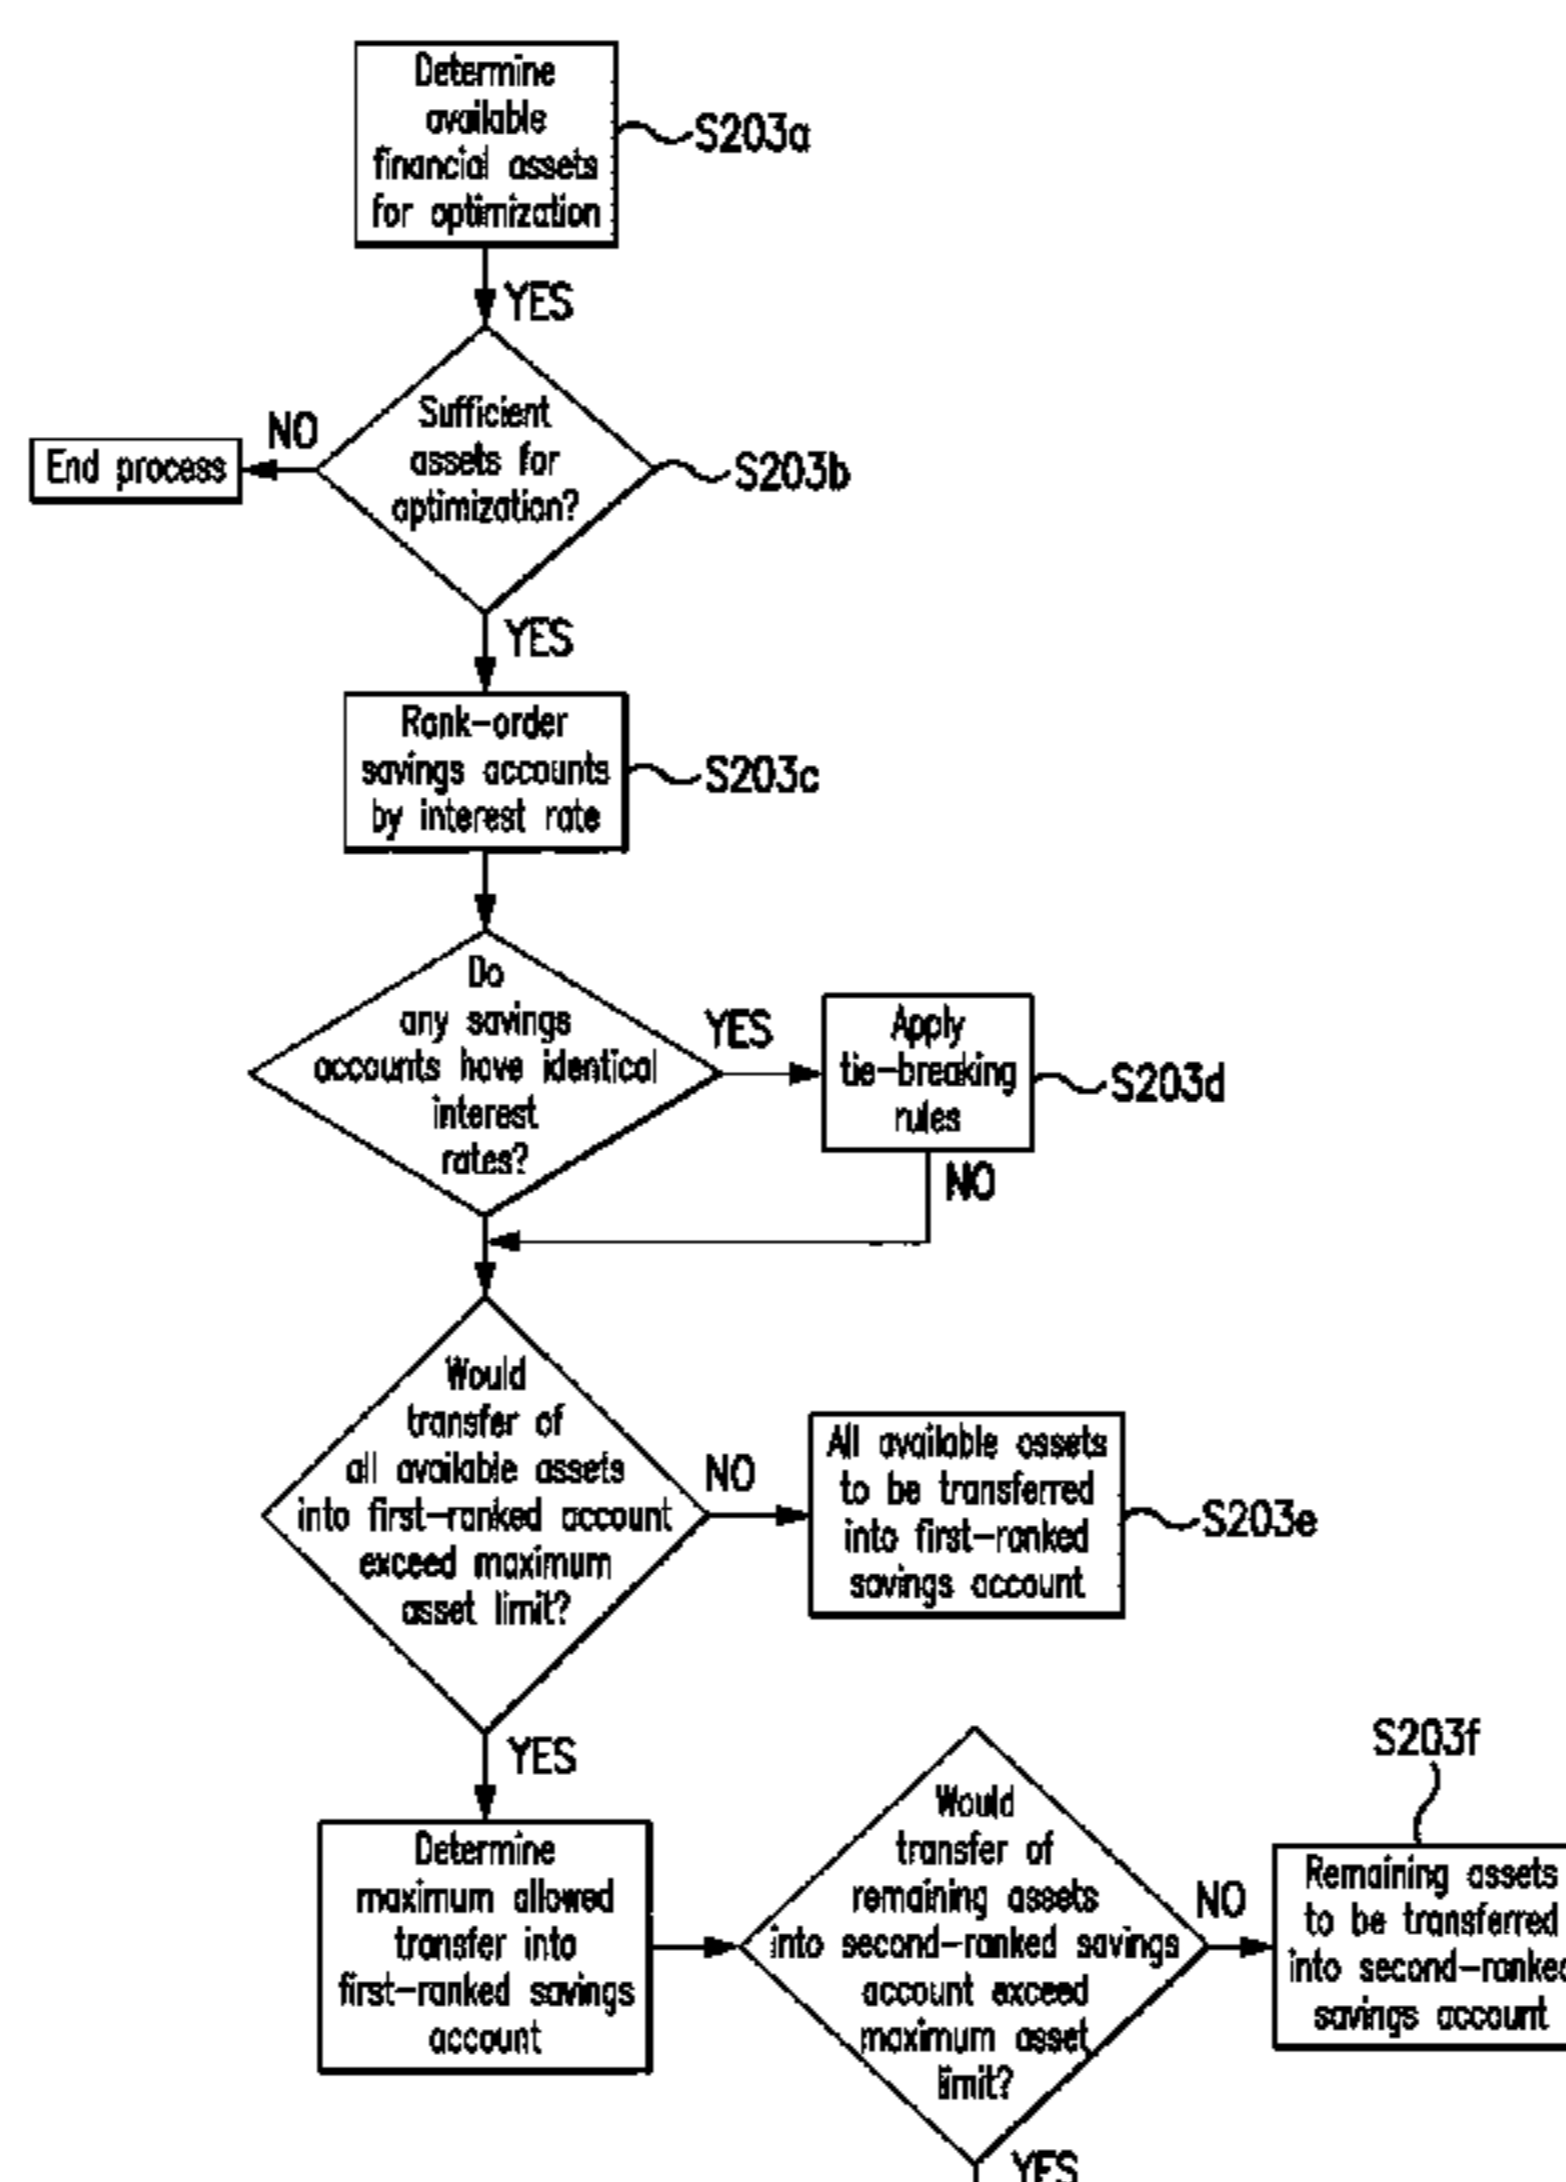 Determine
available
financial assets
for optimization
S203a
YES
Sufficient
assets for
optimization?
S203b
NO
End process
YES
Rank-order
savings accounts
by interest rate
S203c
Do
any savings
accounts have identical
interest
rates?
YES
Apply
tie-breaking
rules
S203d
NO
Would
transfer of
all available assets
into first-ranked account
exceed maximum
asset limit?
NO
All available assets
to be transferred
into first-ranked
savings account
S203e
YES
Determine
maximum allowed
transfer into
first-ranked savings
account
Would
transfer of
remaining assets
into second-ranked savings
account exceed
maximum asset
limit?
NO
S203f
Remaining assets
to be transferred
into second-ranked
savings account
YES